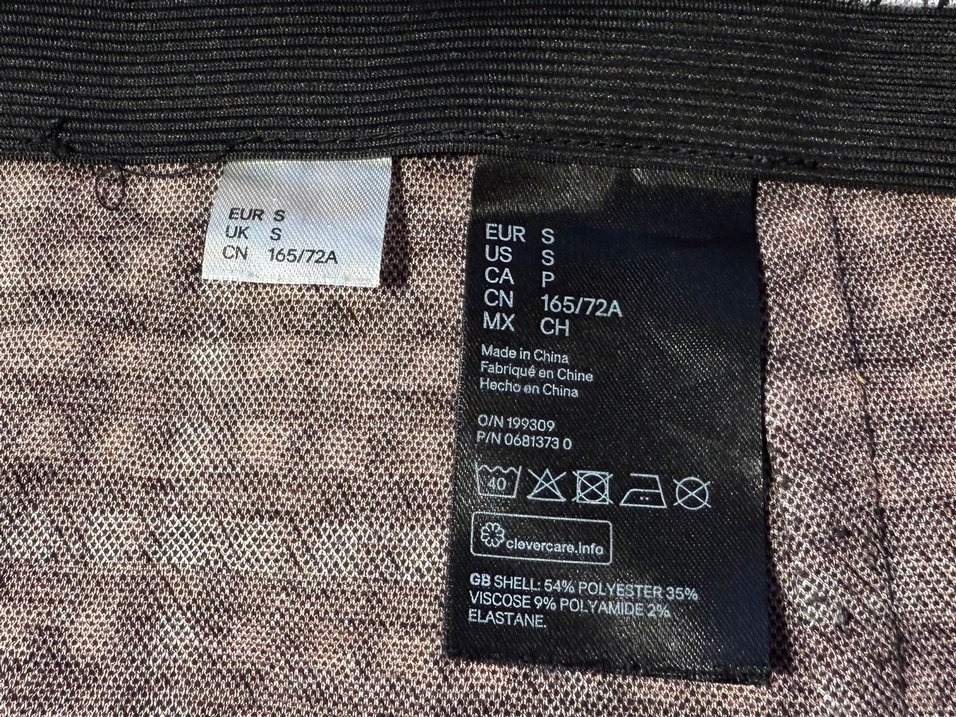 EUR S
UK S
CN 165/72A
EUR S
US S
CA P
CN 165/72A
MX CH
Made in China
Fabriqué en Chine
Hecho en China
O/N 199309
P/N 0681373 0
40
clevercare.info
GB SHELL: 54% POLYESTER 35%
VISCOSE 9% POLYAMIDE 2%
ELASTANE.